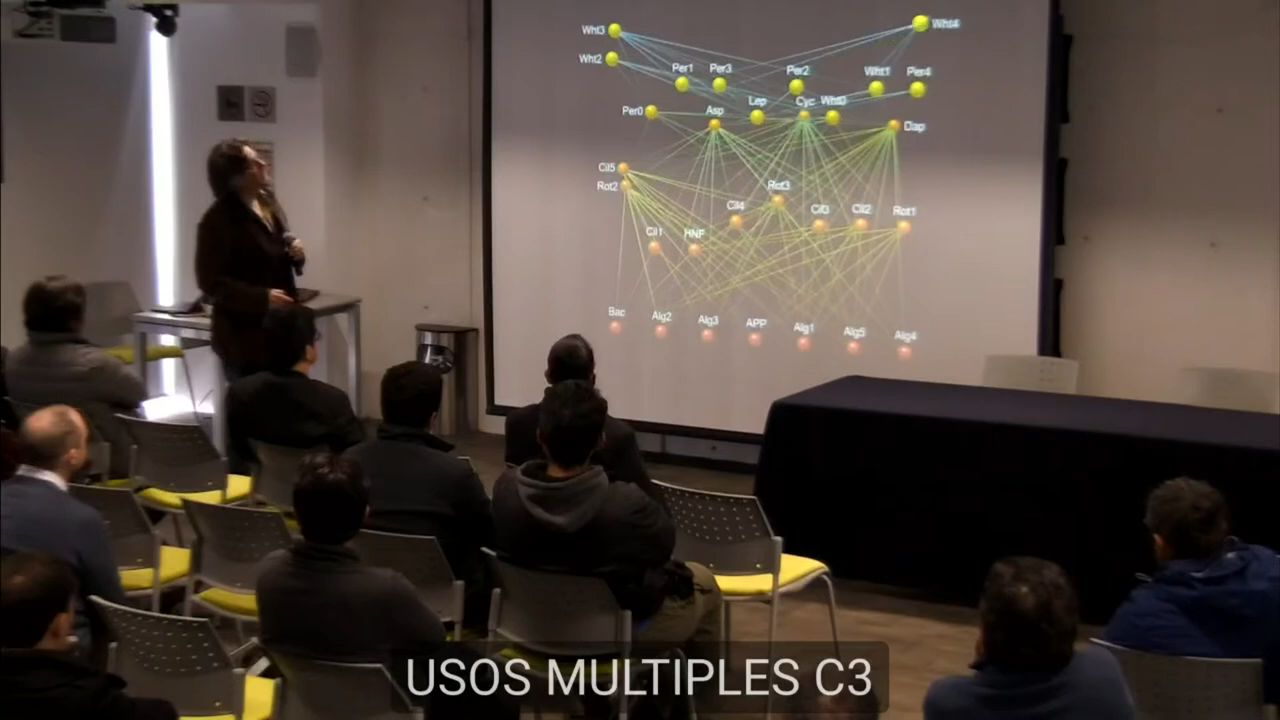 Wht3
Wht4
Wht2
Per1
Per3
Per2
Wht1
Per4
Per0
Asp
Lep
Cyc
Wht0
Dap
Cil5
Rot2
Rot3
Cil4
Cil3
Cil2
Rot1
Cil1
HNF
Bac
Alg2
Alg3
APP
Alg1
Alg5
Alg4
USOS MULTIPLES C3